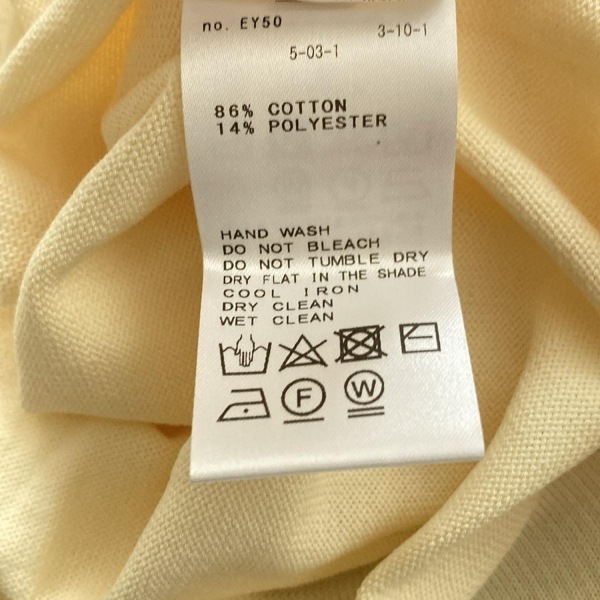 no. EY50
3-10-1
5-03-1
86% COTTON
14% POLYESTER
HAND WASH
DO NOT BLEACH
DO NOT TUMBLE DRY
DRY FLAT IN THE SHADE
COOL IRON
DRY CLEAN
WET CLEAN
F W